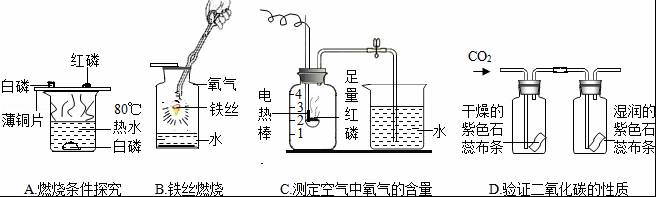 白磷
红磷
薄铜片
80℃
热水
白磷
A.燃烧条件探究
氧气
铁丝
水
B.铁丝燃烧
电热棒
4
3
2
1
足量红磷
水
C.测定空气中氧气的含量
CO2
干燥的
紫色石
蕊布条
湿润的
紫色石
蕊布条
D.验证二氧化碳的性质